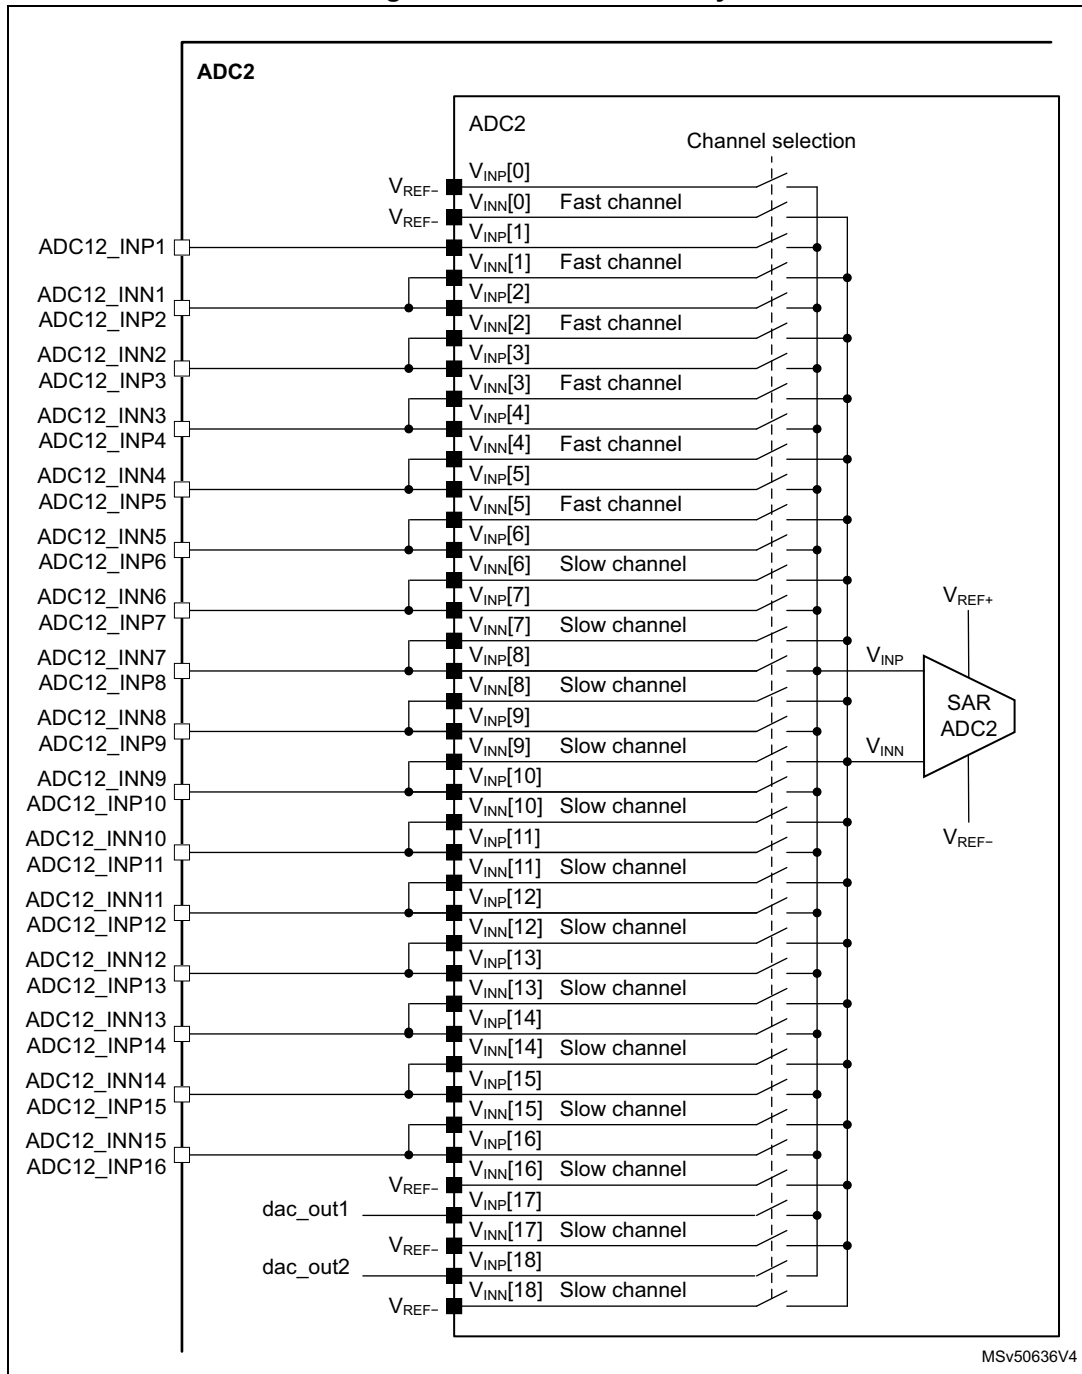 ADC2
ADC2
Channel selection
VREF- VINP[0]
VREF- VINN[0] Fast channel
ADC12_INP1 VINP[1]
VINN[1] Fast channel
ADC12_INN1
ADC12_INP2 VINP[2]
VINN[2] Fast channel
ADC12_INN2
ADC12_INP3 VINP[3]
VINN[3] Fast channel
ADC12_INN3
ADC12_INP4 VINP[4]
VINN[4] Fast channel
ADC12_INN4
ADC12_INP5 VINP[5]
VINN[5] Fast channel
ADC12_INN5
ADC12_INP6 VINP[6]
VINN[6] Slow channel
ADC12_INN6
ADC12_INP7 VINP[7]
VINN[7] Slow channel
ADC12_INN7
ADC12_INP8 VINP[8]
VINN[8] Slow channel
ADC12_INN8
ADC12_INP9 VINP[9]
VINN[9] Slow channel
ADC12_INN9
ADC12_INP10 VINP[10]
VINN[10] Slow channel
ADC12_INN10
ADC12_INP11 VINP[11]
VINN[11] Slow channel
ADC12_INN11
ADC12_INP12 VINP[12]
VINN[12] Slow channel
ADC12_INN12
ADC12_INP13 VINP[13]
VINN[13] Slow channel
ADC12_INN13
ADC12_INP14 VINP[14]
VINN[14] Slow channel
ADC12_INN14
ADC12_INP15 VINP[15]
VINN[15] Slow channel
ADC12_INN15
ADC12_INP16 VINP[16]
VREF- VINN[16] Slow channel
dac_out1 VINP[17]
VREF- VINN[17] Slow channel
dac_out2 VINP[18]
VREF- VINN[18] Slow channel
VREF+
VINP
SAR
ADC2
VINN
VREF-
MSv50636V4